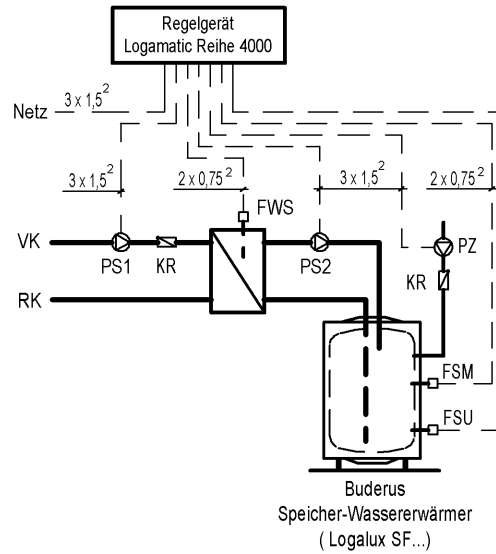 Regelgerät
Logamatic Reihe 4000
Netz
3 x 1,5²
3 x 1,5²
2 x 0,75²
3 x 1,5²
2 x 0,75²
FWS
VK
PS1
KR
PS2
PZ
KR
RK
FSM
FSU
Buderus
Speicher-Wassererwärmer
( Logalux SF...)